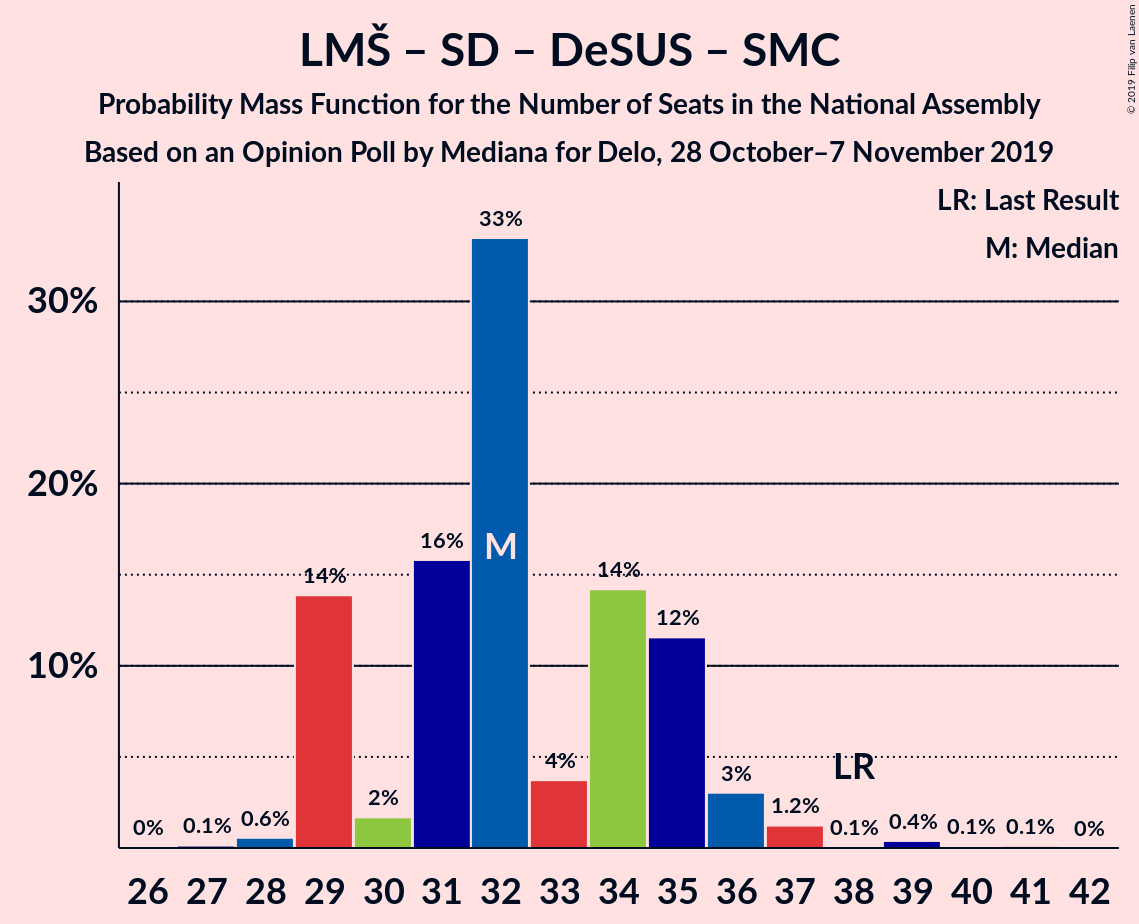 LMŠ – SD – DeSUS – SMC
Probability Mass Function for the Number of Seats in the National Assembly
Based on an Opinion Poll by Mediana for Delo, 28 October–7 November 2019
© 2019 Filip van Laenen
LR: Last Result
M: Median
30%
20%
10%
0%
0.1%
0.6%
14%
2%
16%
33%
M
4%
14%
12%
3%
1.2%
LR
0.1%
0.4%
0.1%
0.1%
0%
26 27 28 29 30 31 32 33 34 35 36 37 38 39 40 41 42